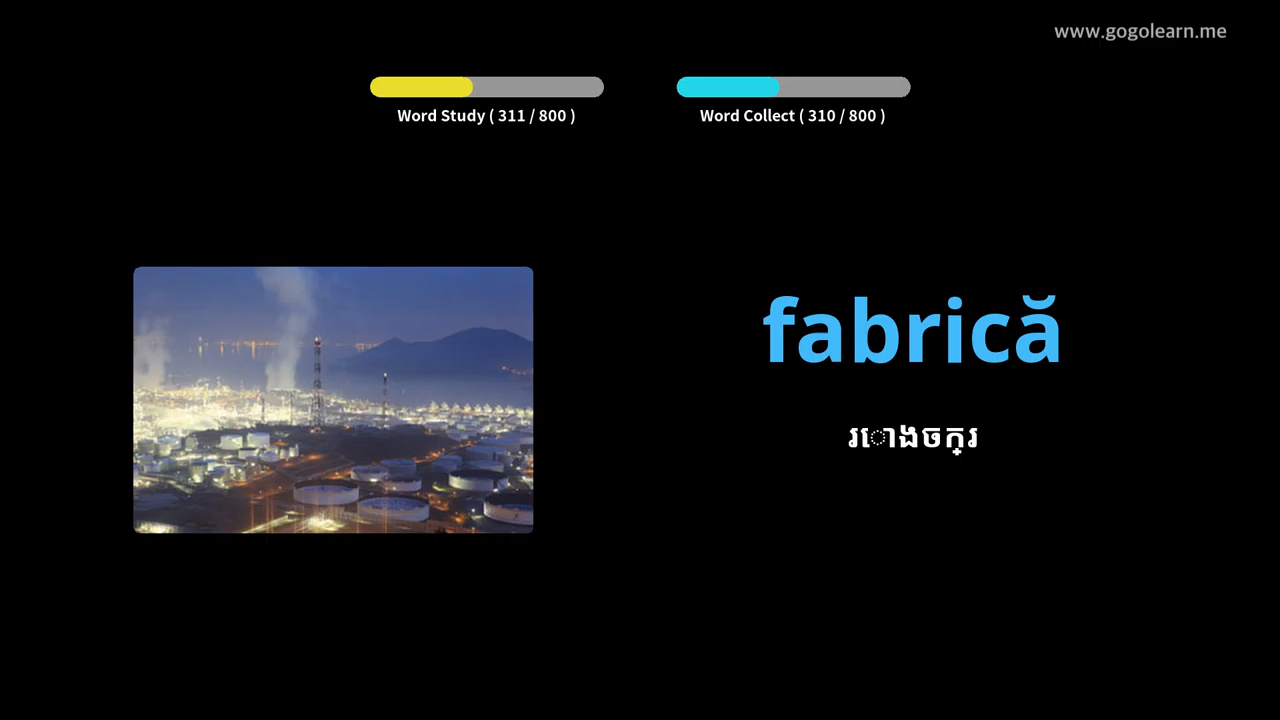 www.gogolearn.me
Word Study ( 311 / 800 )
Word Collect ( 310 / 800 )
fabrică
រោងចក្រ